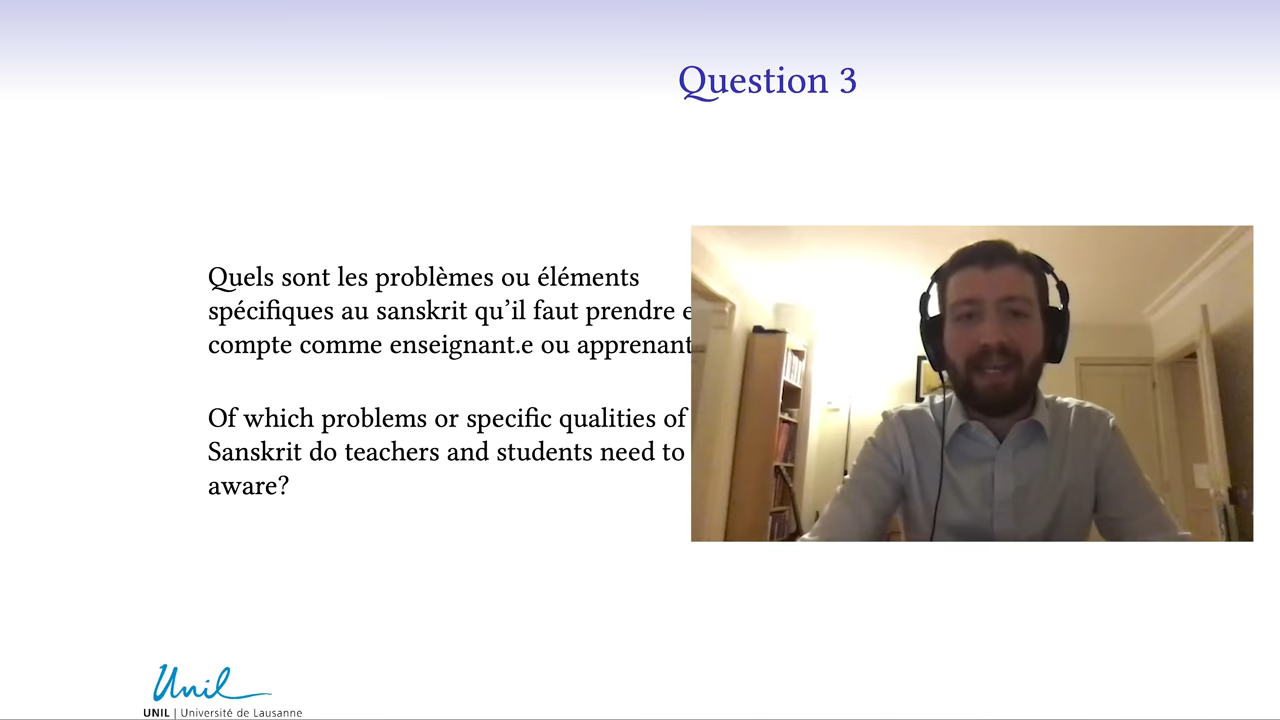 Question 3
Quels sont les problèmes ou éléments
spécifiques au sanskrit qu’il faut prendre
compte comme enseignant.e ou apprenant
Of which problems or specific qualities of
Sanskrit do teachers and students need to
aware?
Unil
UNIL | Université de Lausanne